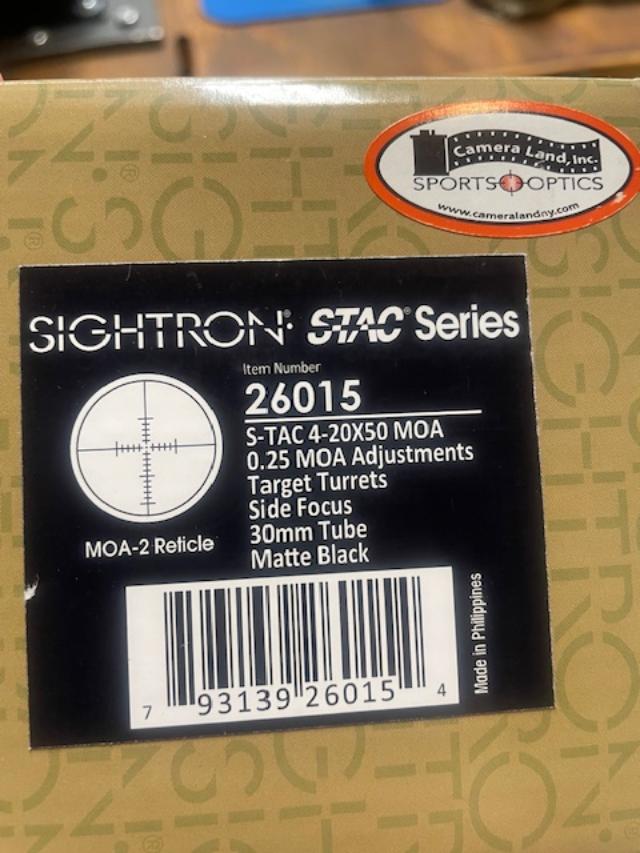 Camera Land, Inc.
SPORTS OPTICS
www.cameralandny.com
SIGHTRON® S-TAC® Series
Item Number
26015
S-TAC 4-20X50 MOA
0.25 MOA Adjustments
Target Turrets
Side Focus
30mm Tube
Matte Black
MOA-2 Reticle
Made in Philippines
7 93139 26015 4